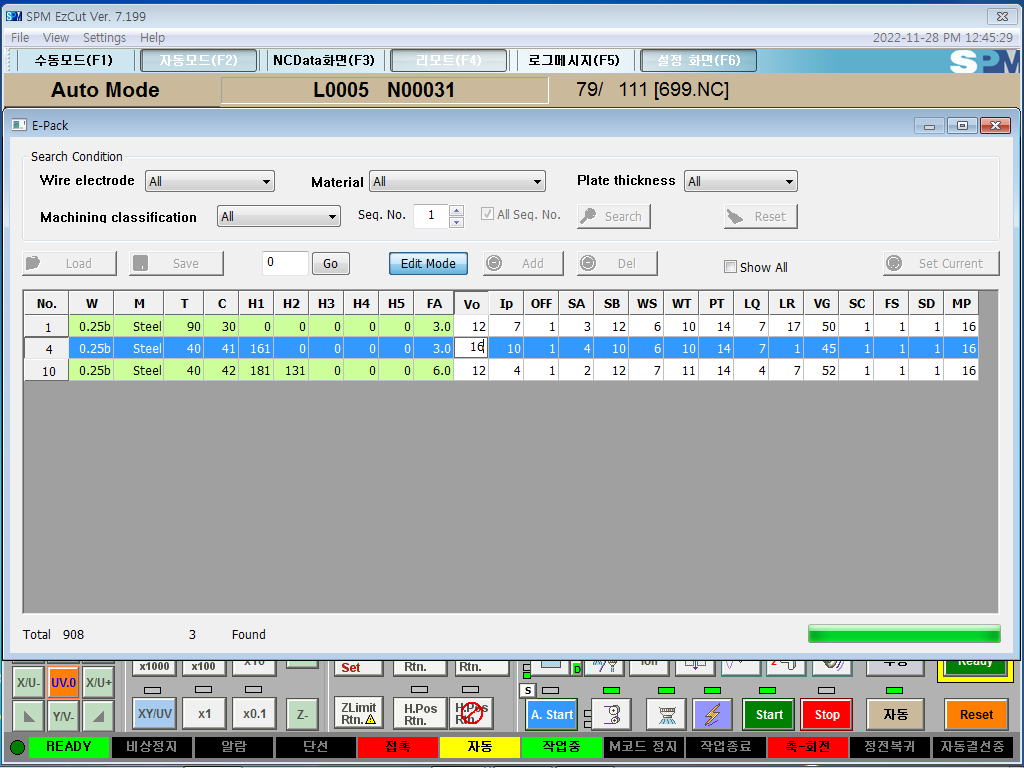 SPM EzCut Ver. 7.199
File View Settings Help 2022-11-28 PM 12:45:29
수동모드(F1) 자동모드(F2) NCData화면(F3) 리모트(F4) 로그메시지(F5) 설정 화면(F6) SPM
Auto Mode L0005 N00031 79/ 111 [699.NC]
E-Pack
Search Condition
Wire electrode All Material All Plate thickness All
Machining classification All Seq. No. 1 All Seq. No. Search Reset
Load Save 0 Go Edit Mode Add Del Show All Set Current
No. W M T C H1 H2 H3 H4 H5 FA Vo Ip OFF SA SB WS WT PT LQ LR VG SC FS SD MP
1 0.25b Steel 90 30 0 0 0 0 0 3.0 12 7 1 3 12 6 10 14 7 17 50 1 1 1 16
4 0.25b Steel 40 41 161 0 0 0 0 3.0 16 10 1 4 10 6 10 14 7 1 45 1 1 1 16
10 0.25b Steel 40 42 181 131 0 0 0 6.0 12 4 1 2 12 7 11 14 4 7 52 1 1 1 16
Total 908 3 Found
x1000 x100 x10 Set Rtn. Rtn. D Ready
X/U- UV.0 X/U+ S
Y/V- XY/UV x1 x0.1 Z- ZLimit Rtn. H.Pos Rtn. H.Pos Rtn. A. Start Start Stop 자동 Reset
READY 비상정지 알람 단선 접촉 자동 작업중 M코드 정지 작업종료 축-회전 정전복귀 자동결선중